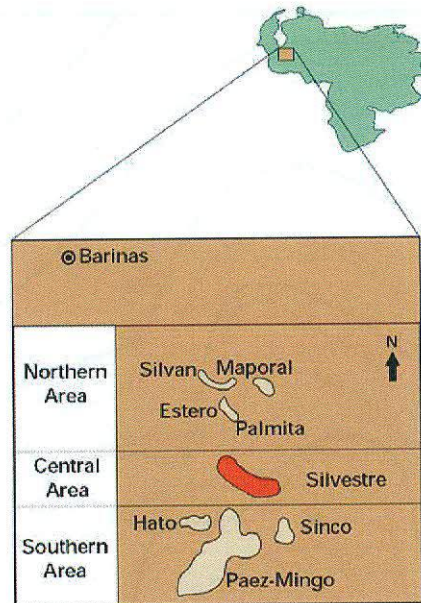 Barinas
N
Northern
Area
Silvan Maporal
Estero
Palmita
Central
Area
Silvestre
Southern
Area
Hato
Sinco
Paez-Mingo